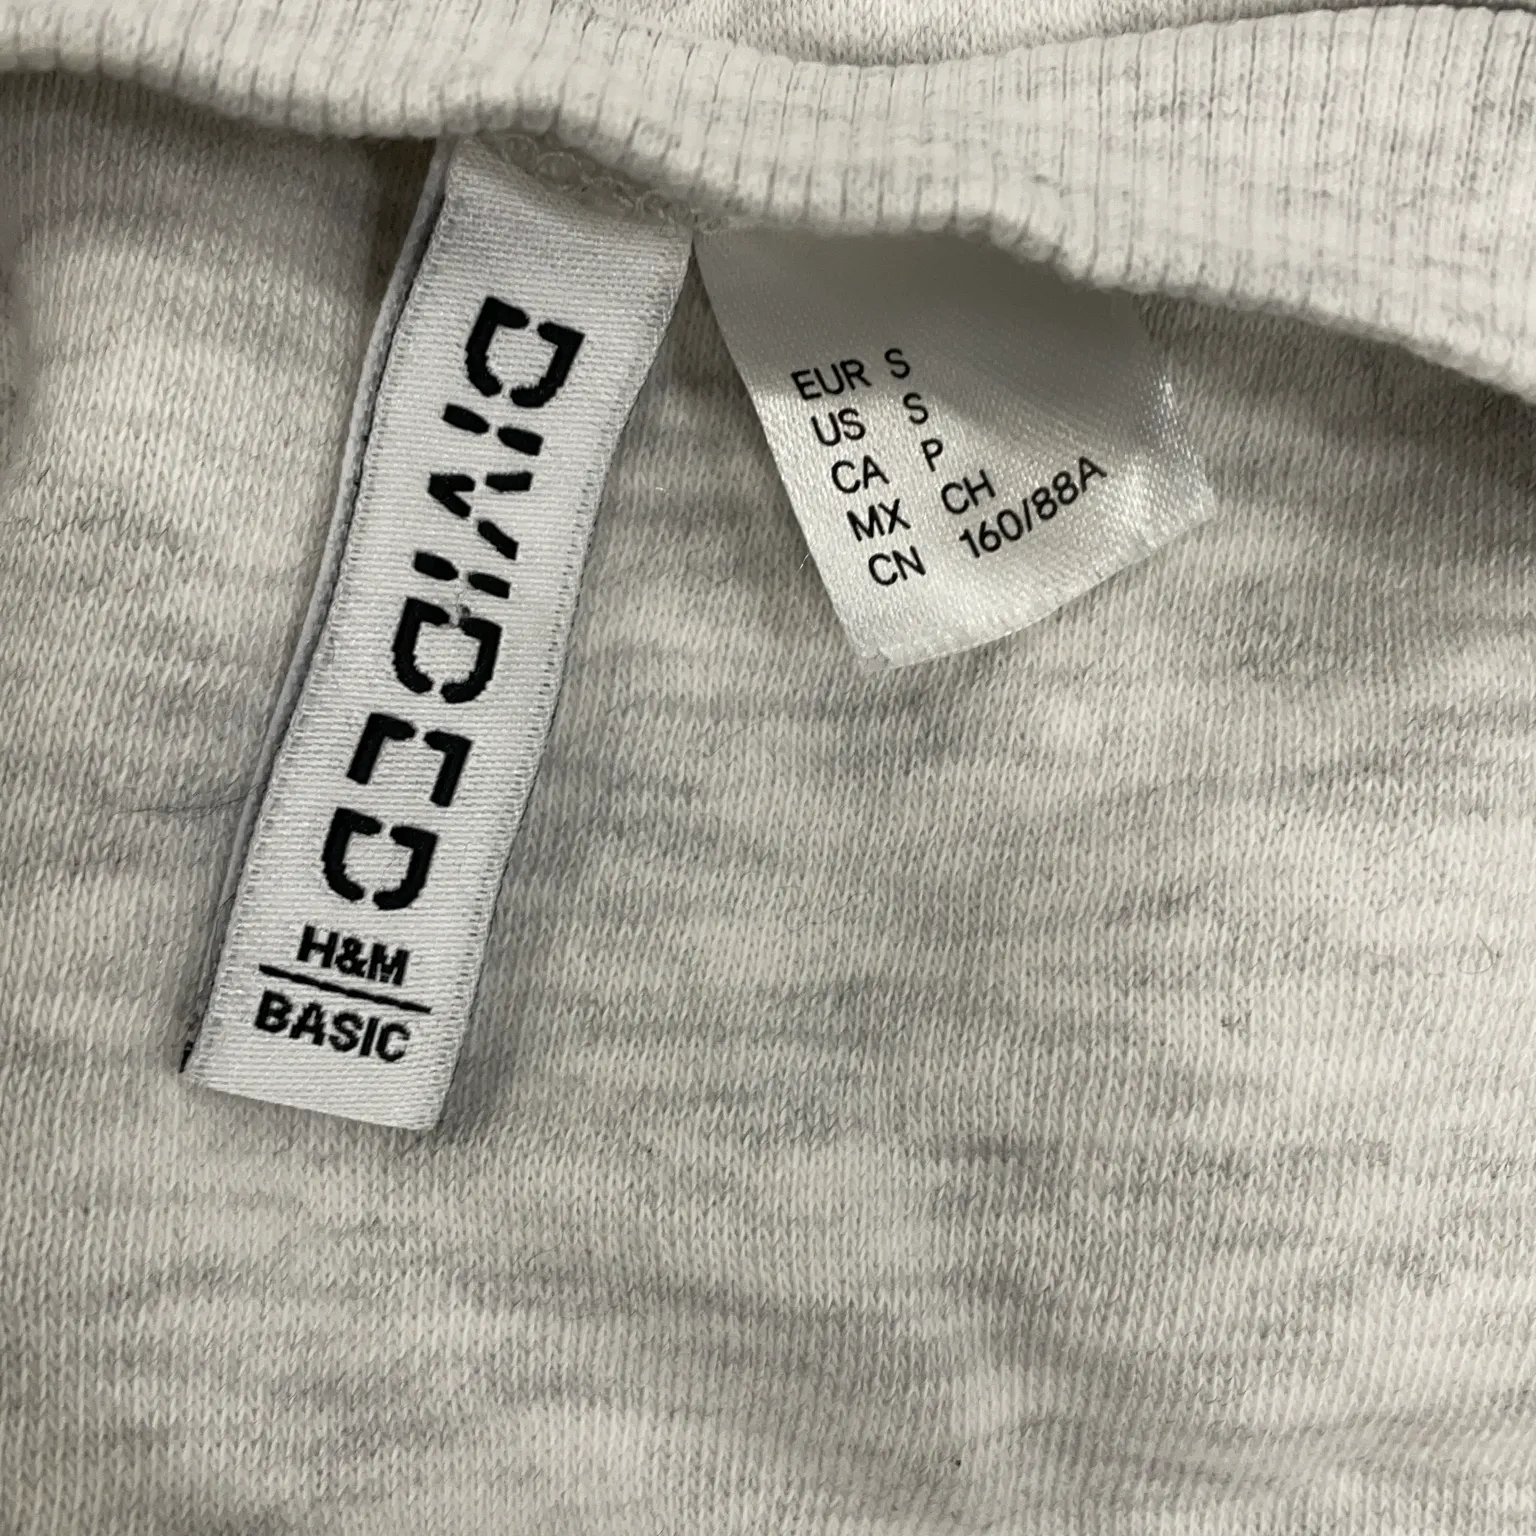 DIVIDED
H&M
BASIC
EUR S
US S
CA P
MX CH
CN 160/88A